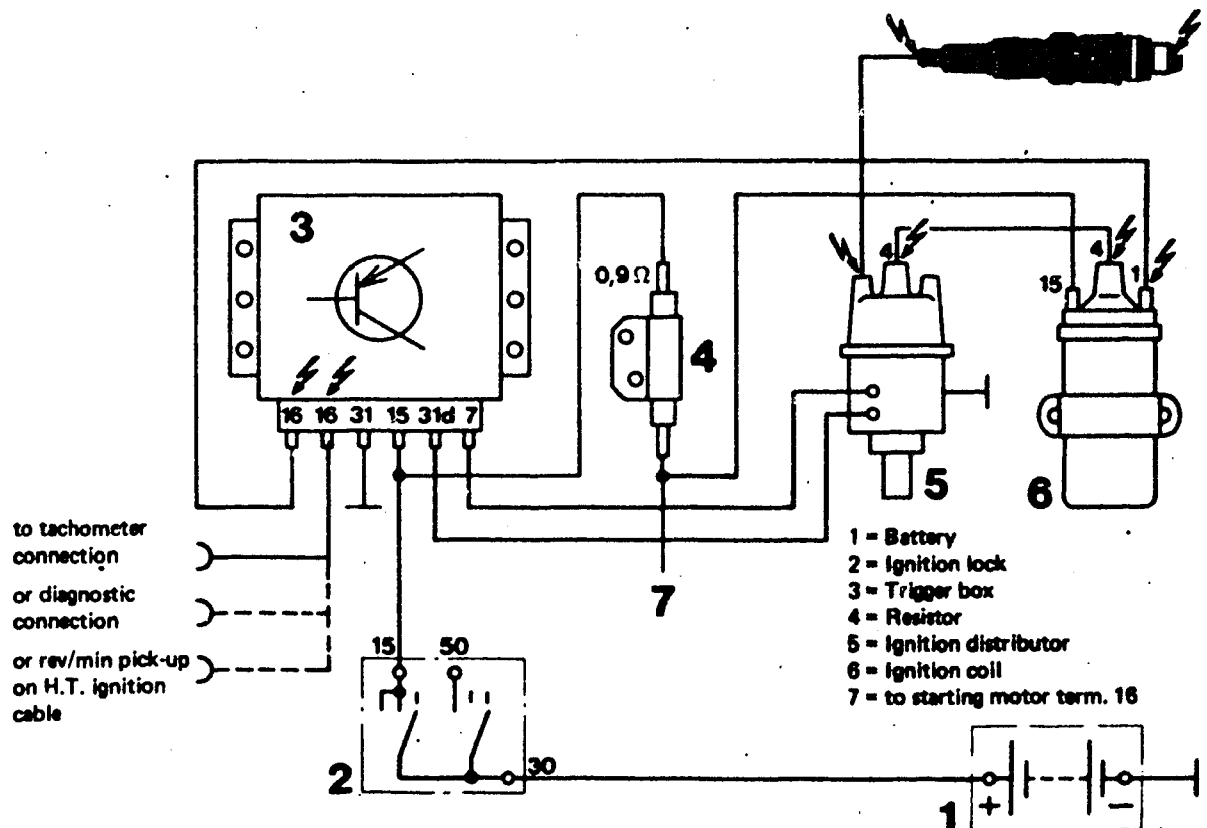 3
0,9 Ω
4
4
4
15
1
16 16 31 15 31d 7
5
6
to tachometer
connection
or diagnostic
connection
or rev/min pick-up
on H.T. ignition
cable
7
1 = Battery
2 = Ignition lock
3 = Trigger box
4 = Resistor
5 = Ignition distributor
6 = Ignition coil
7 = to starting motor term. 16
15 50
2
30
1
+ −